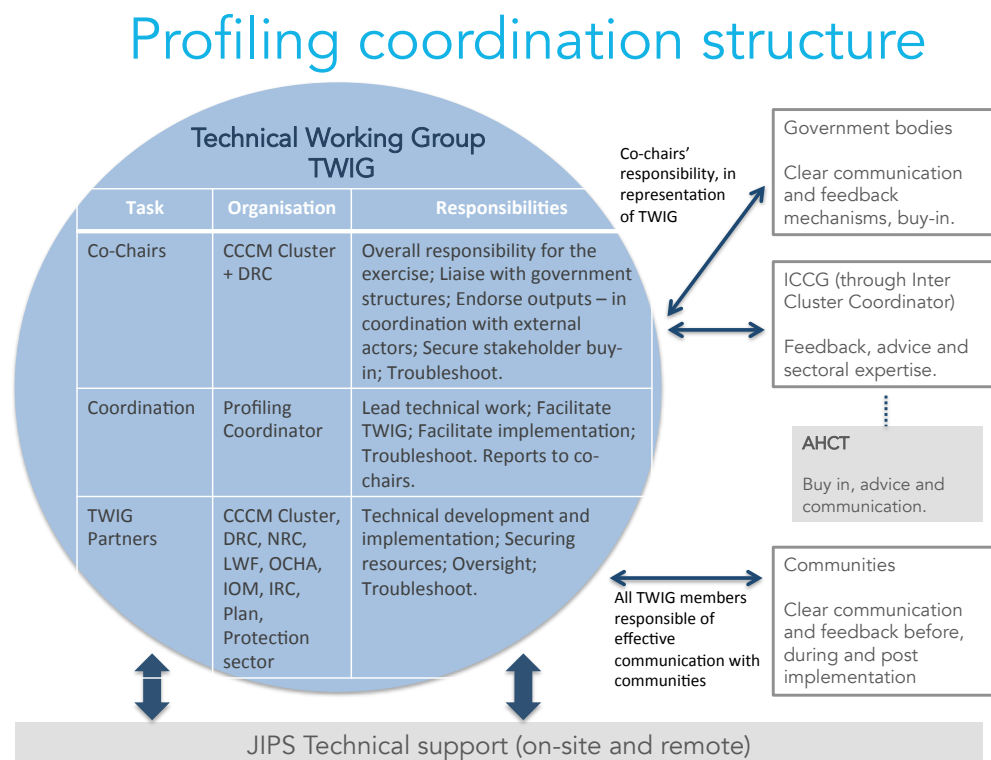 Profiling coordination structure
Technical Working Group
TWIG
Task
Organisation
Responsibilities
Co-Chairs
CCCM Cluster
+ DRC
Overall responsibility for the
exercise; Liaise with government
structures; Endorse outputs – in
coordination with external
actors; Secure stakeholder buy-
in; Troubleshoot.
Coordination
Profiling
Coordinator
Lead technical work; Facilitate
TWIG; Facilitate implementation;
Troubleshoot. Reports to co-
chairs.
TWIG
Partners
CCCM Cluster,
DRC, NRC,
LWF, OCHA,
IOM, IRC,
Plan,
Protection
sector
Technical development and
implementation; Securing
resources; Oversight;
Troubleshoot.
Co-chairs’
responsibility, in
representation
of TWIG
Government bodies
Clear communication
and feedback
mechanisms, buy-in.
ICCG (through Inter
Cluster Coordinator)
Feedback, advice and
sectoral expertise.
AHCT
Buy in, advice and
communication.
All TWIG members
responsible of
effective
communication with
communities
Communities
Clear communication
and feedback before,
during and post
implementation
JIPS Technical support (on-site and remote)